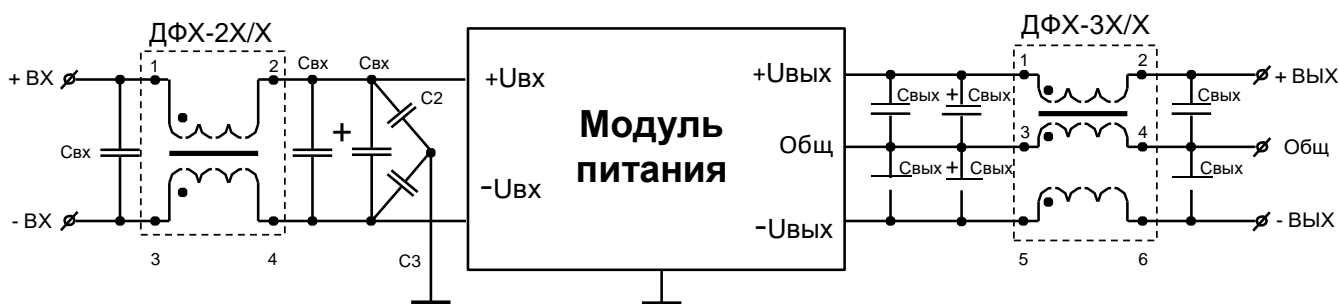 ДФХ-2Х/Х
ДФХ-3Х/Х
+ ВХ
1
2
Свх
Свх
+Uвх
+Uвых
1
2
+ ВЫХ
С2
Свых
+
Свых
Свых
Модуль
питания
Свх
+
Общ
3
4
Общ
-Uвх
Свых
+
Свых
Свых
- ВХ
-Uвых
- ВЫХ
3
4
С3
5
6